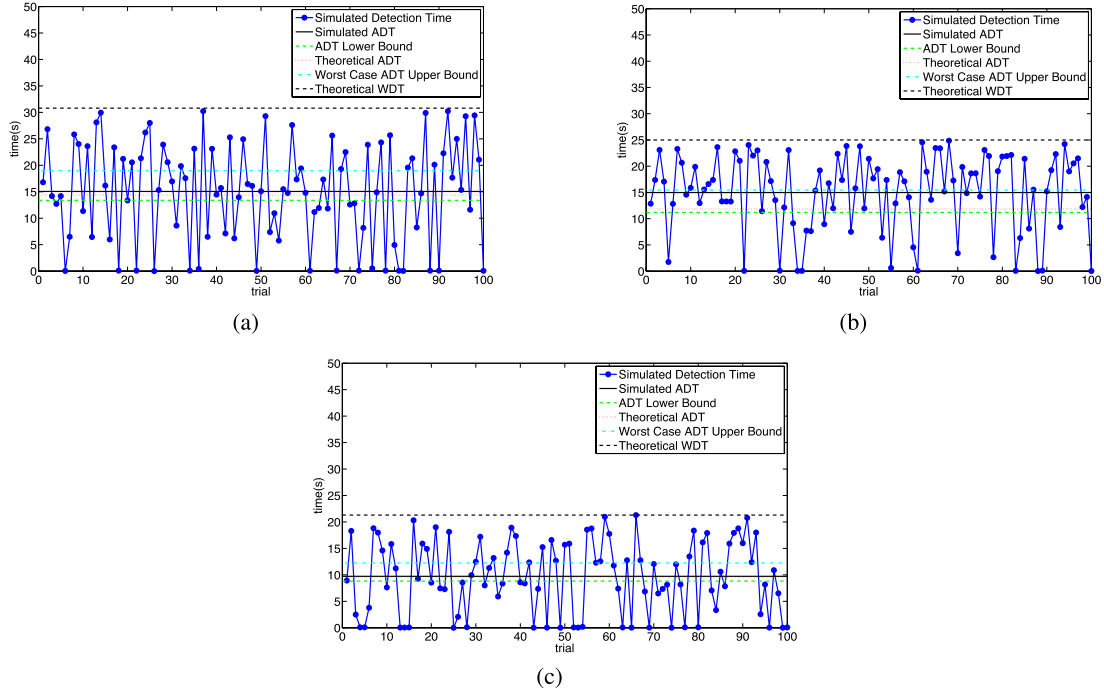 50
45
40
35
30
25
20
15
10
5
0
time(s)
0 10 20 30 40 50 60 70 80 90 100
trial
Simulated Detection Time
Simulated ADT
ADT Lower Bound
Theoretical ADT
Worst Case ADT Upper Bound
Theoretical WDT
(a)
50
45
40
35
30
25
20
15
10
5
0
time(s)
0 10 20 30 40 50 60 70 80 90 100
trial
Simulated Detection Time
Simulated ADT
ADT Lower Bound
Theoretical ADT
Worst Case ADT Upper Bound
Theoretical WDT
(b)
50
45
40
35
30
25
20
15
10
5
0
time(s)
0 10 20 30 40 50 60 70 80 90 100
trial
Simulated Detection Time
Simulated ADT
ADT Lower Bound
Theoretical ADT
Worst Case ADT Upper Bound
Theoretical WDT
(c)